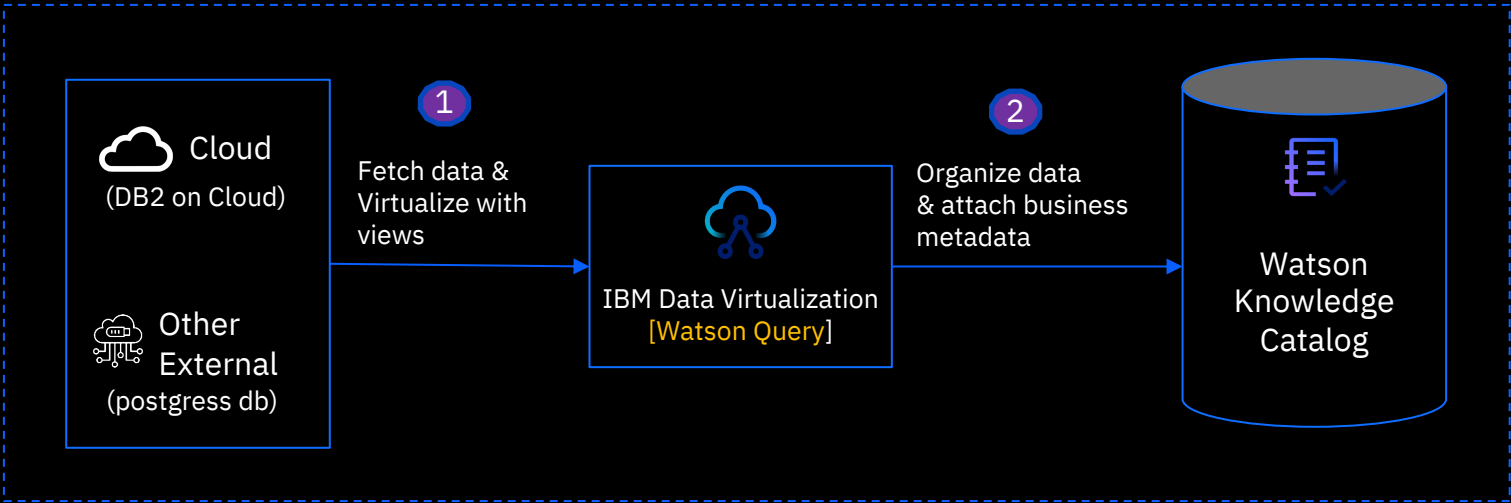 Cloud
(DB2 on Cloud)
Other
External
(postgress db)
1
Fetch data &
Virtualize with
views
IBM Data Virtualization
[Watson Query]
2
Organize data
& attach business
metadata
Watson
Knowledge
Catalog